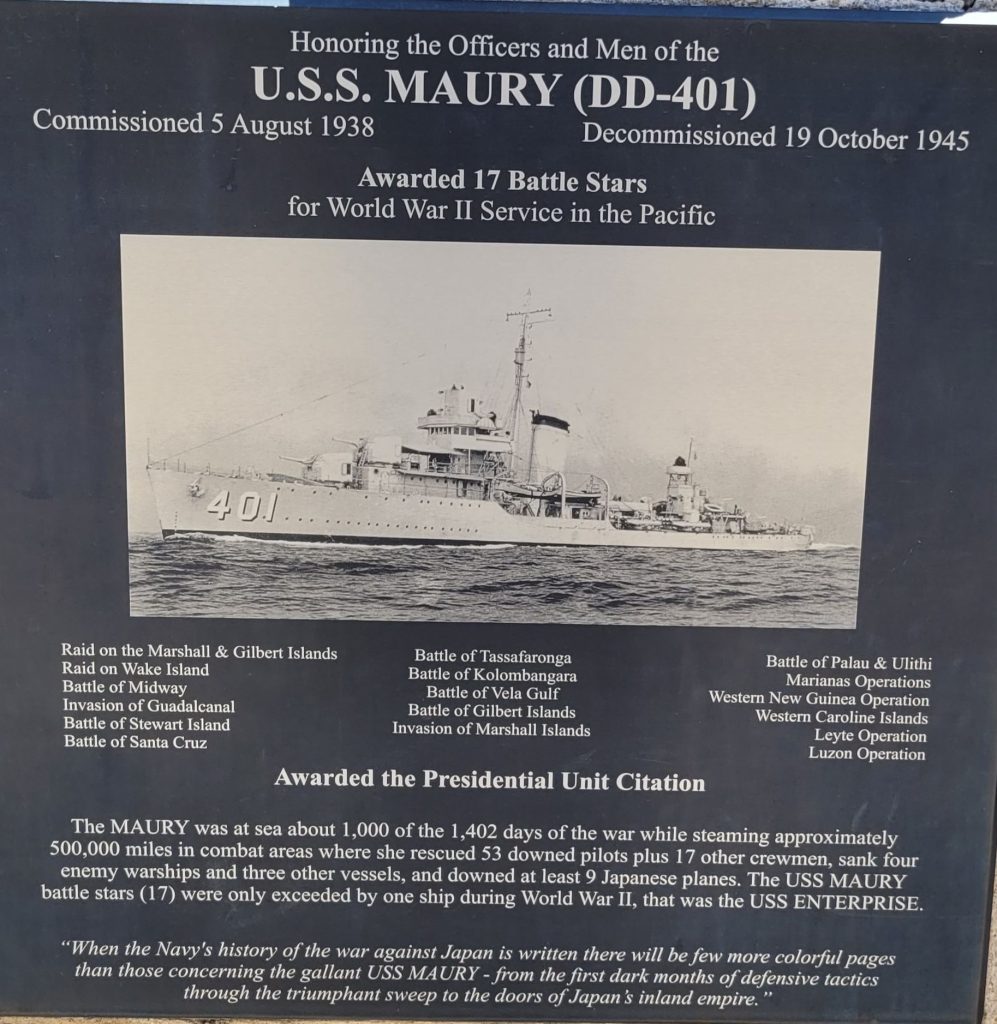 Honoring the Officers and Men of the
U.S.S. MAURY (DD-401)
Commissioned 5 August 1938
Decommissioned 19 October 1945
Awarded 17 Battle Stars
for World War II Service in the Pacific
401
Raid on the Marshall & Gilbert Islands
Raid on Wake Island
Battle of Midway
Invasion of Guadalcanal
Battle of Stewart Island
Battle of Santa Cruz
Battle of Tassafaronga
Battle of Kolombangara
Battle of Vela Gulf
Battle of Gilbert Islands
Invasion of Marshall Islands
Battle of Palau & Ulithi
Marianas Operations
Western New Guinea Operation
Western Caroline Islands
Leyte Operation
Luzon Operation
Awarded the Presidential Unit Citation
The MAURY was at sea about 1,000 of the 1,402 days of the war while steaming approximately
500,000 miles in combat areas where she rescued 53 downed pilots plus 17 other crewmen, sank four
enemy warships and three other vessels, and downed at least 9 Japanese planes. The USS MAURY
battle stars (17) were only exceeded by one ship during World War II, that was the USS ENTERPRISE.
“When the Navy's history of the war against Japan is written there will be few more colorful pages
than those concerning the gallant USS MAURY - from the first dark months of defensive tactics
through the triumphant sweep to the doors of Japan's inland empire.”